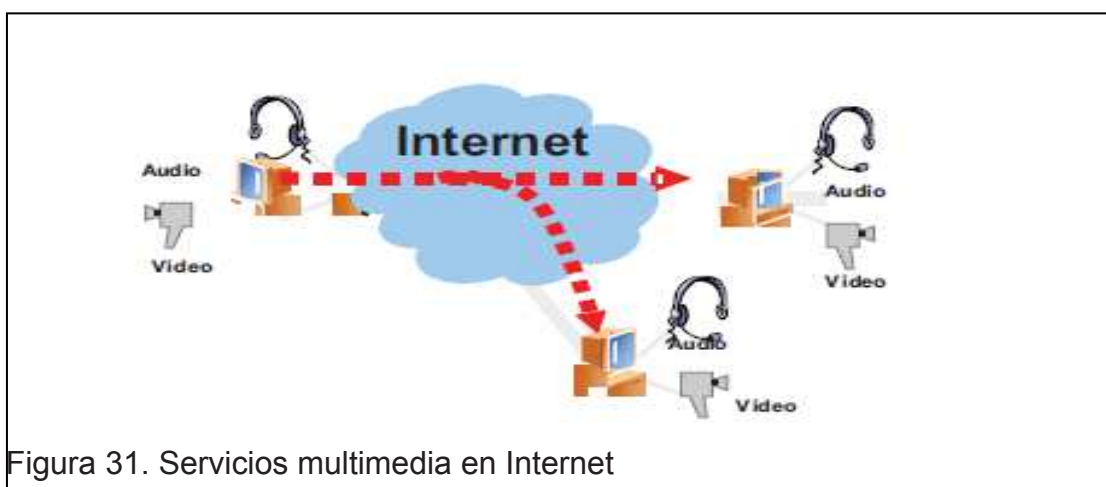 Internet
Audio
Video
Audio
Video
Audio
Video
Figura 31. Servicios multimedia en Internet